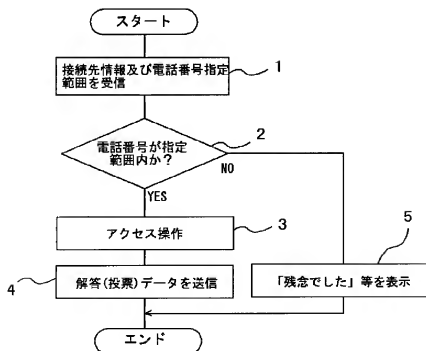 スタート
接続先情報及び電話番号指定
範囲を受信
1
電話番号が指定
範囲内か？
2
NO
YES
アクセス操作
3
5
4
解答(投票)データを送信
「残念でした」等を表示
エンド